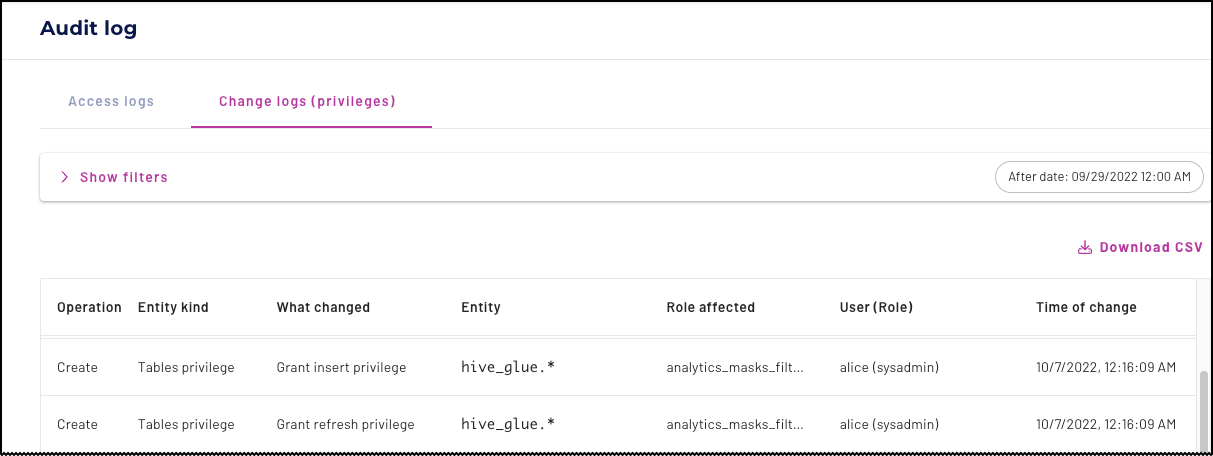 Audit log
Access logs Change logs (privileges)
Show filters After date: 09/29/2022 12:00 AM
Download CSV
Operation Entity kind What changed Entity Role affected User (Role) Time of change
Create Tables privilege Grant insert privilege hive_glue.* analytics_masks_filt... alice (sysadmin) 10/7/2022, 12:16:09 AM
Create Tables privilege Grant refresh privilege hive_glue.* analytics_masks_filt... alice (sysadmin) 10/7/2022, 12:16:09 AM